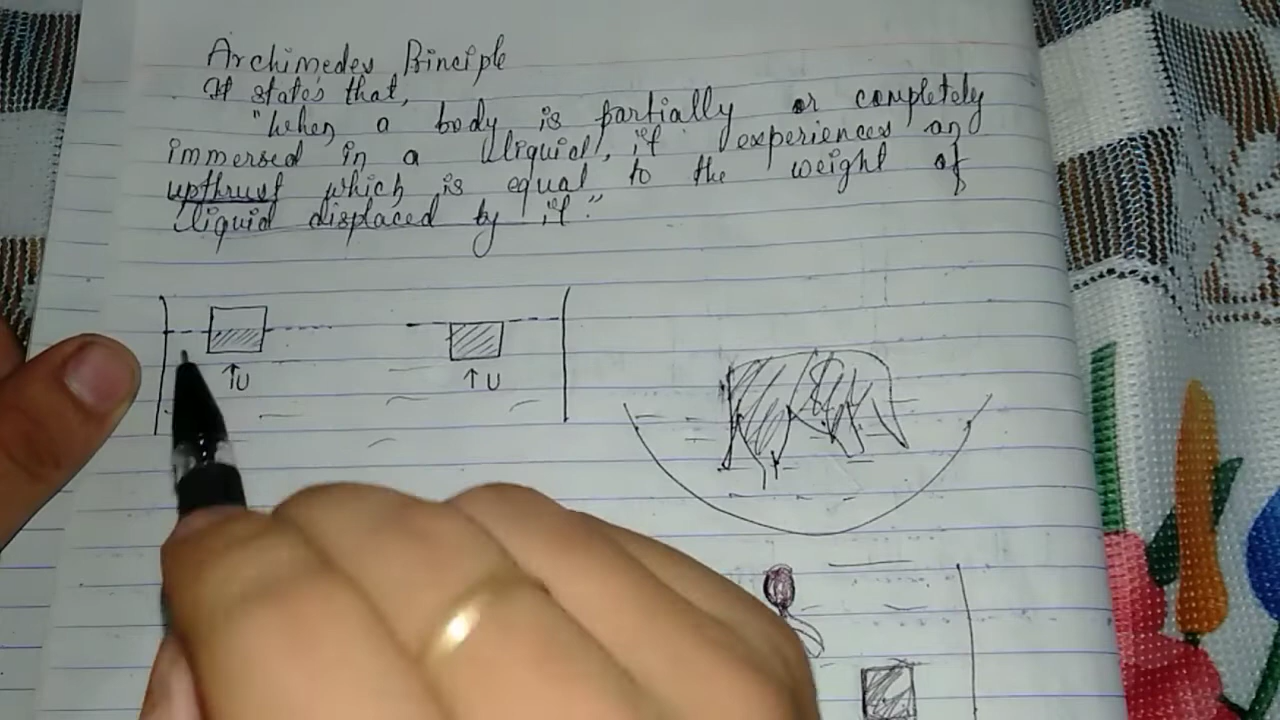 Archimedes Principle
It states that,
"When a body is partially or completely
immersed in a liquid, it experiences an
upthrust which is equal to the weight of
liquid displaced by it."
U U